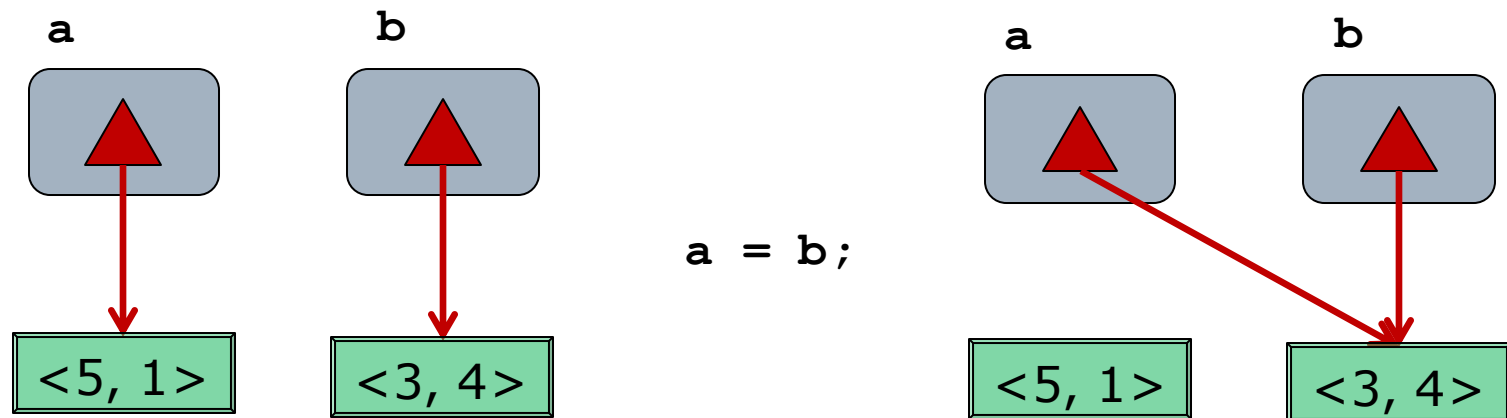 a b
a b
a = b;
<5, 1>
<3, 4>
<5, 1>
<3, 4>